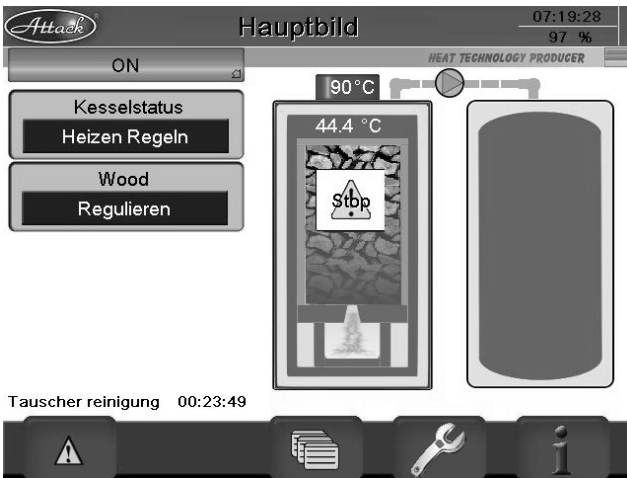 Attack
Hauptbild
07:19:28
97 %
HEAT TECHNOLOGY PRODUCER
ON
90°C
Kesselstatus
Heizen Regeln
44.4 °C
Wood
Regulieren
Stop
Tauscher reinigung 00:23:49